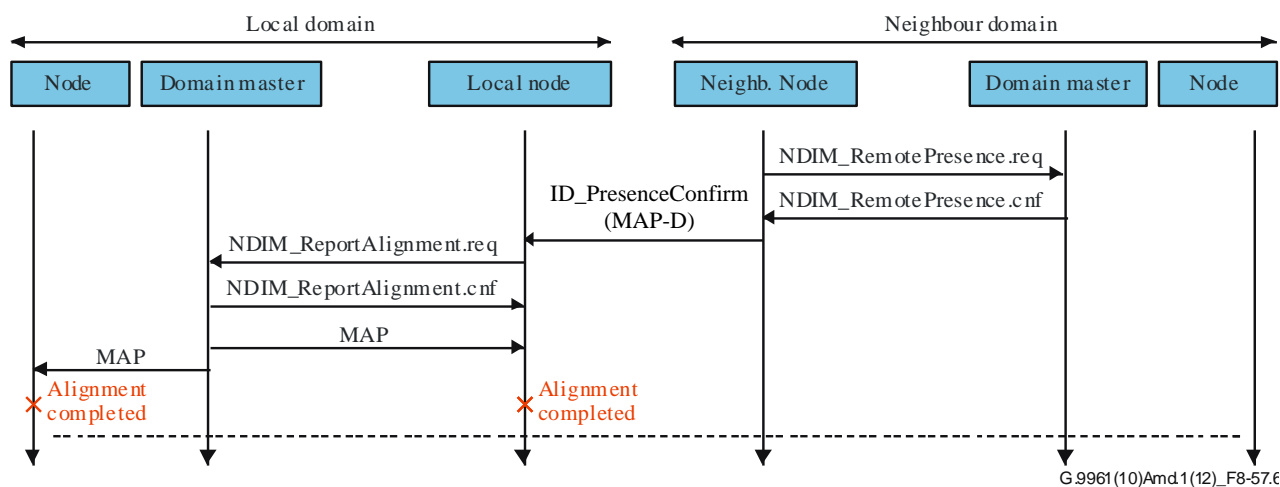 Local domain
Neighbour domain
Node
Domain master
Local node
Neighb. Node
Domain master
Node
NDIM_RemotePresence.req
ID_PresenceConfirm
(MAP-D)
NDIM_RemotePresence.cnf
NDIM_ReportAlignment.req
NDIM_ReportAlignment.cnf
MAP
MAP
Alignment
completed
Alignment
completed
G.9961(10)Amd.1(12)_F8-57.6